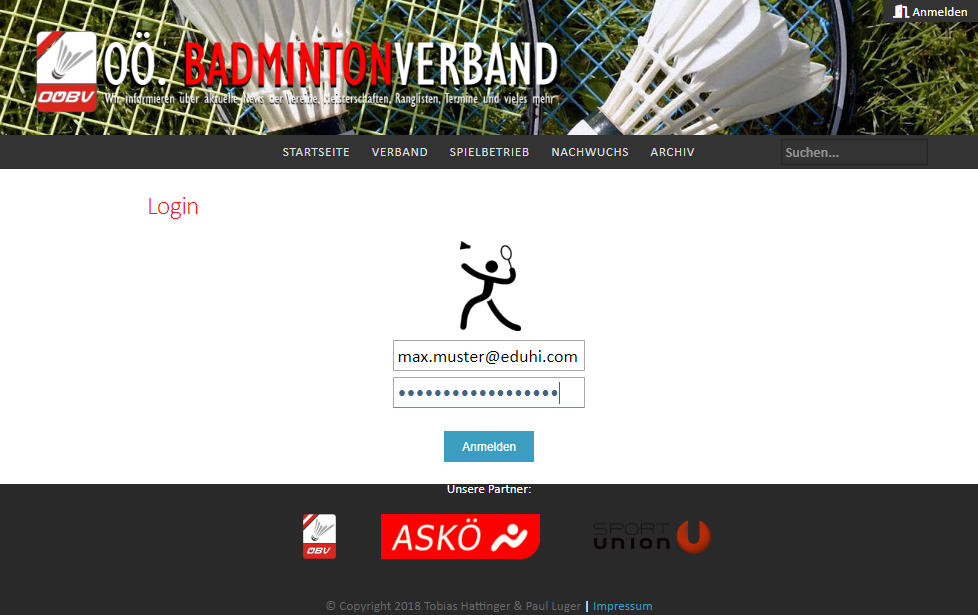 Anmelden
OÖ. BADMINTONVERBAND
OÖBV
Wir informieren über aktuelle News der Vereine, Meisterschaften, Ranglisten, Termine und vieles mehr
STARTSEITE VERBAND SPIELBETRIEB NACHWUCHS ARCHIV Suchen...
Login
max.muster@eduhi.com
••••••••••••••••••
Anmelden
Unsere Partner:
ÖBV ASKÖ SPORT UNION
© Copyright 2018 Tobias Hattinger & Paul Luger | Impressum